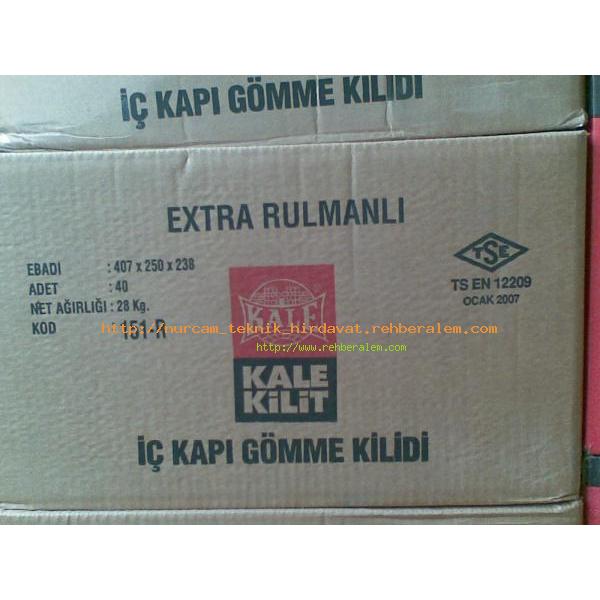 İÇ KAPI GÖMME KİLİDİ
EXTRA RULMANLI
EBADI : 407 x 250 x 238
ADET : 40
NET AĞIRLIĞI : 28 Kg.
KOD 151-R
TSE
TS EN 12209
OCAK 2007
KALE ®
http://nurcam_teknik_hirdavat.rehberalem.com
http://www.rehberalem.com
KALE
KİLİT
İÇ KAPI GÖMME KİLİDİ